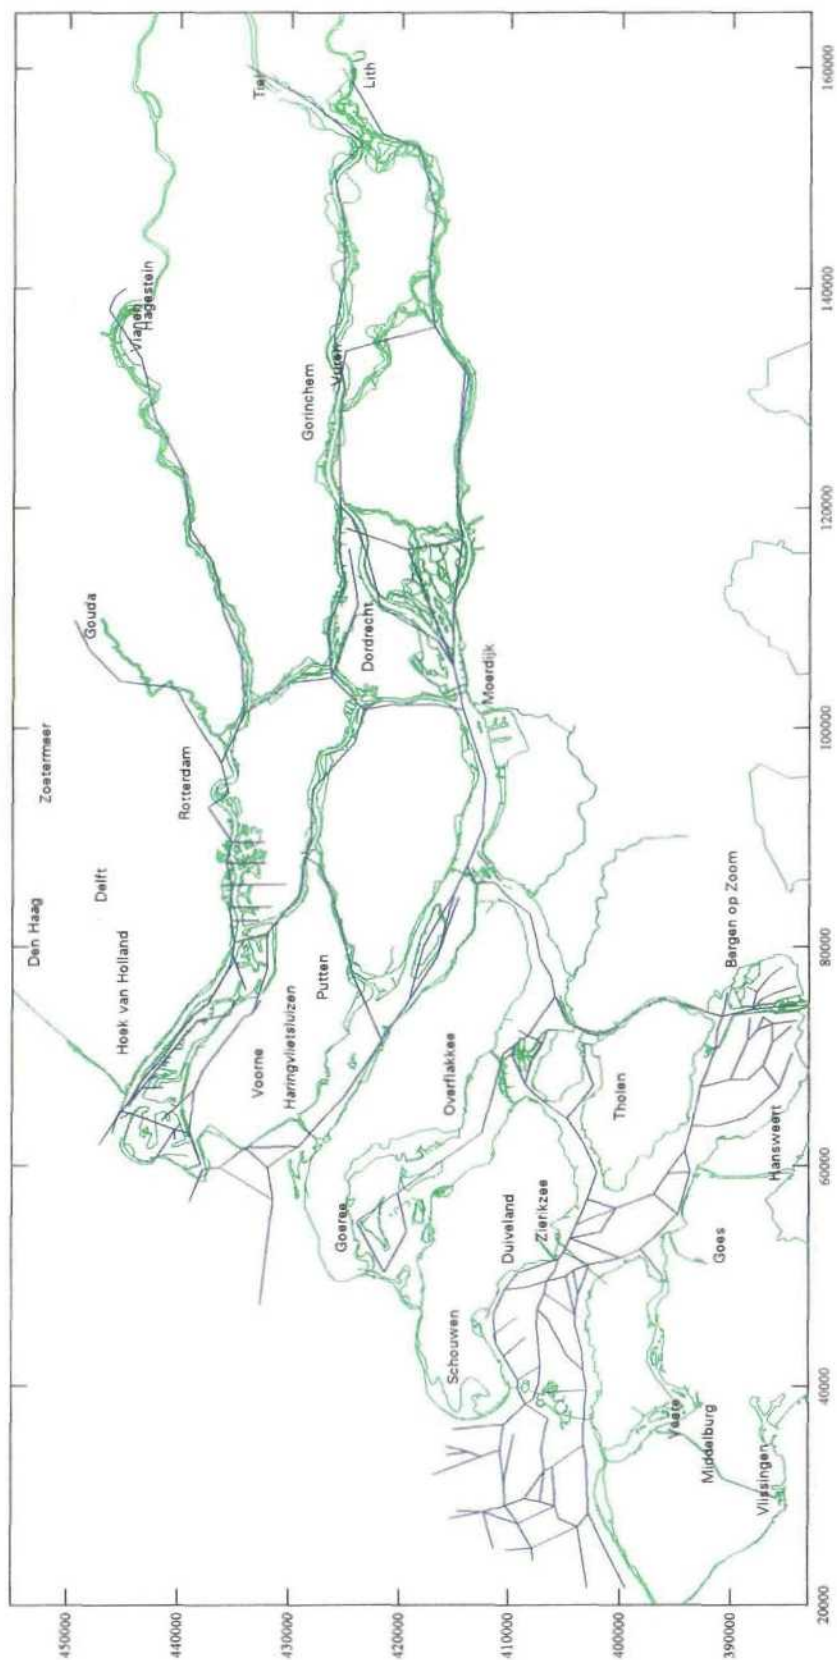 Den Haag
Zoetermeer
Delft
Hoek van Holland
Gouda
Vianen
Hagestein
Tiel
Lith
Rotterdam
Gorinchem
Vuren
Voorne
Haringvlietsluizen
Putten
Dordrecht
Moerdijk
Goeree
Overflakkee
Schouwen
Duiveland
Zierikzee
Tholen
Bergen op Zoom
Veere
Middelburg
Vlissingen
Goes
Hansweert
450000
440000
430000
420000
410000
400000
390000
20000
40000
60000
80000
100000
120000
140000
160000